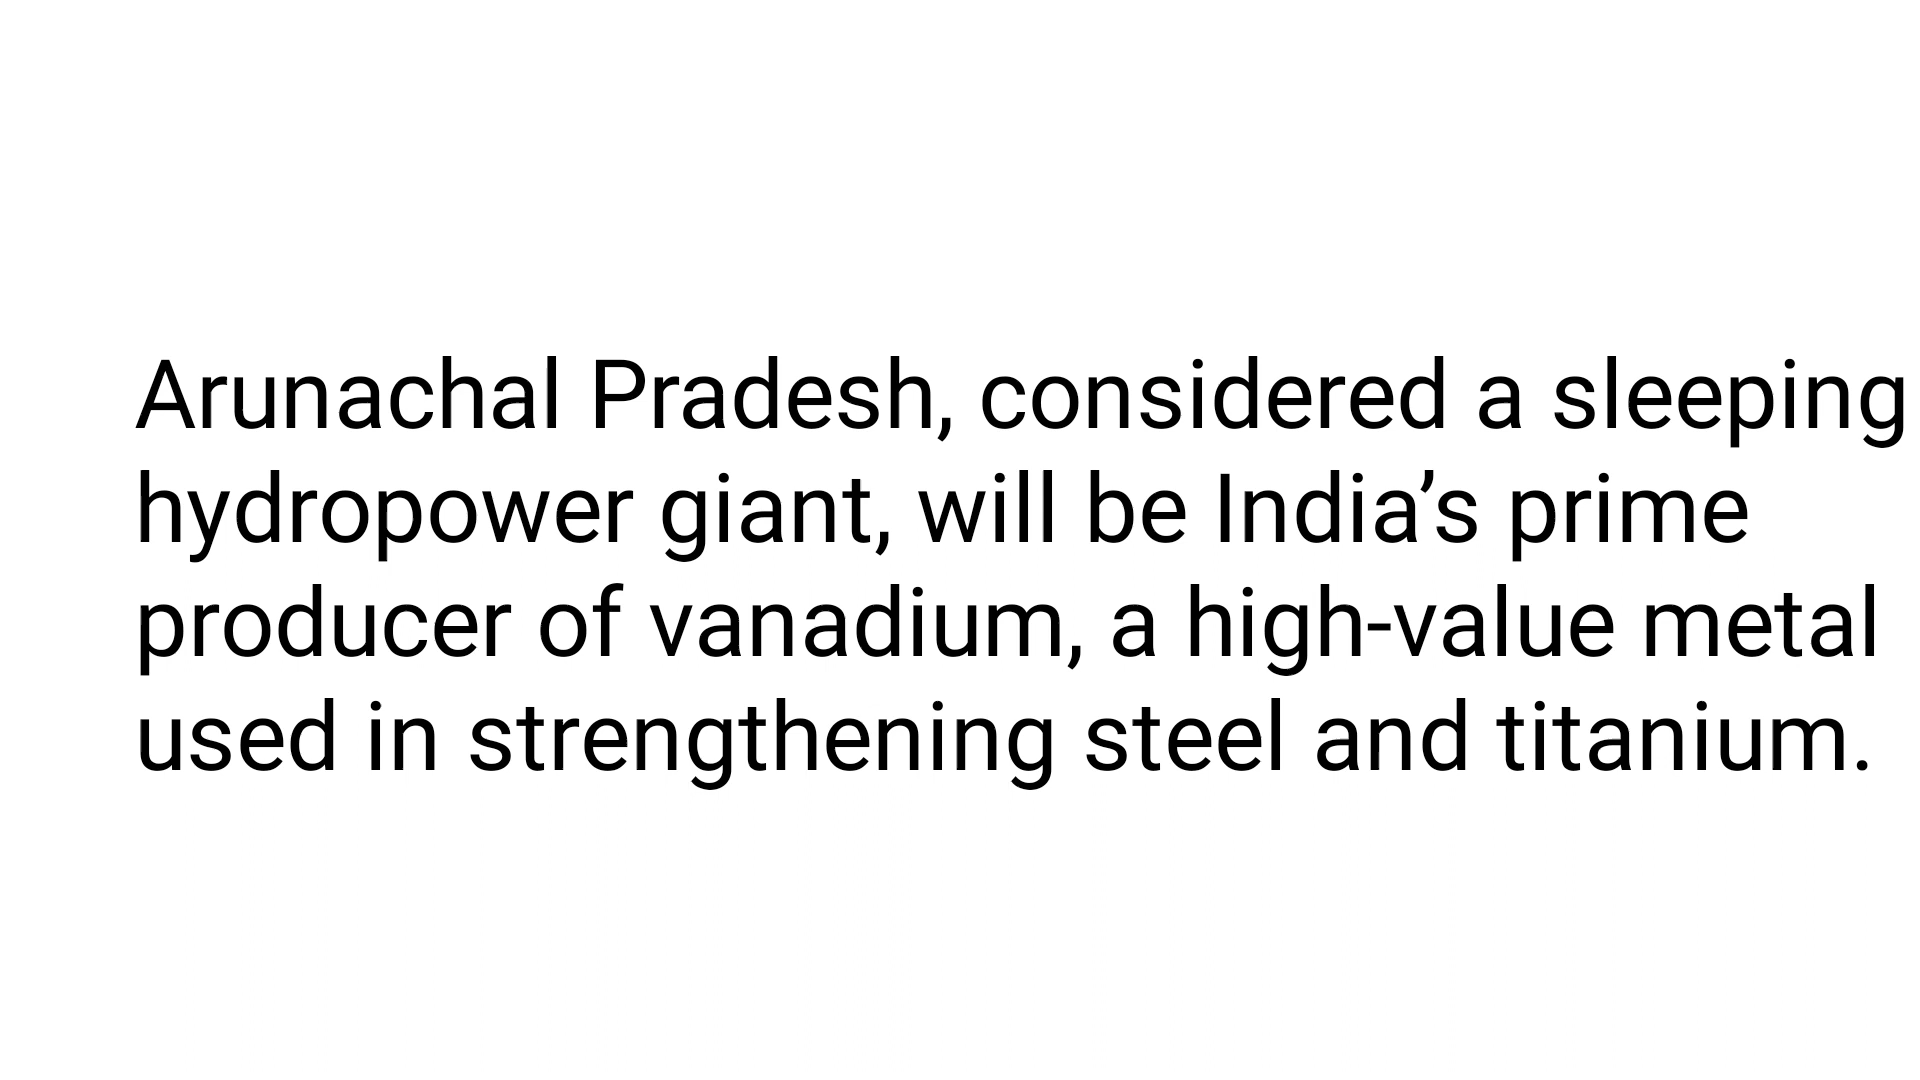 Arunachal Pradesh, considered a sleeping
hydropower giant, will be India’s prime
producer of vanadium, a high-value metal
used in strengthening steel and titanium.